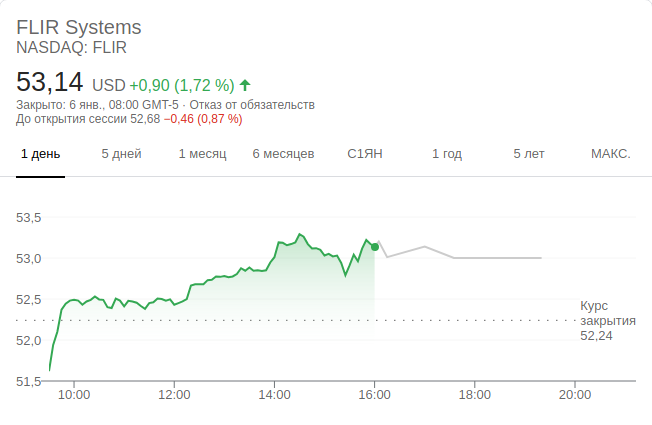 FLIR Systems
NASDAQ: FLIR
53,14 USD +0,90 (1,72 %)
Закрыто: 6 янв., 08:00 GMT-5 · Отказ от обязательств
До открытия сессии 52,68 −0,46 (0,87 %)
1 день 5 дней 1 месяц 6 месяцев С1ЯН 1 год 5 лет МАКС.
53,5
53,0
52,5
Курс
закрытия
52,24
52,0
51,5
10:00 12:00 14:00 16:00 18:00 20:00